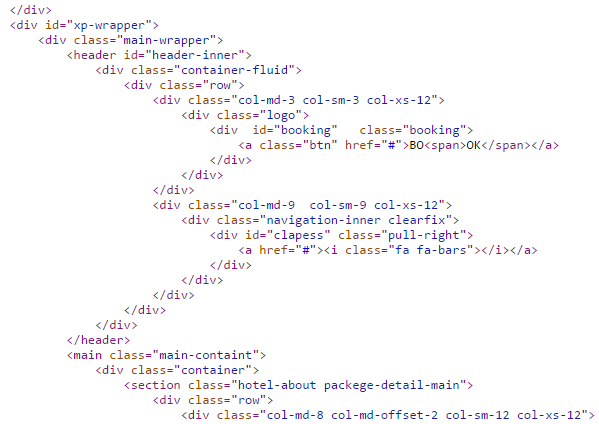 </div>
<div id="xp-wrapper">
<div class="main-wrapper">
<header id="header-inner">
<div class="container-fluid">
<div class="row">
<div class="col-md-3 col-sm-3 col-xs-12">
<div class="logo">
<div  id="booking"   class="booking">
<a class="btn" href="#">BO<span>OK</span></a>
</div>
</div>
</div>
<div class="col-md-9  col-sm-9 col-xs-12">
<div class="navigation-inner clearfix">
<div id="clapess" class="pull-right">
<a href="#"><i class="fa fa-bars"></i></a>
</div>
</div>
</div>
</div>
</div>
</header>
<main class="main-containt">
<div class="container">
<section class="hotel-about packege-detail-main">
<div class="row">
<div class="col-md-8 col-md-offset-2 col-sm-12 col-xs-12">